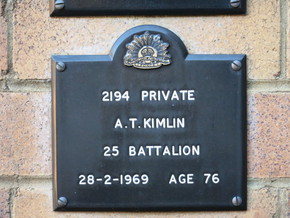 2194 PRIVATE
A.T. KIMLIN
25 BATTALION
28-2-1969 AGE 76